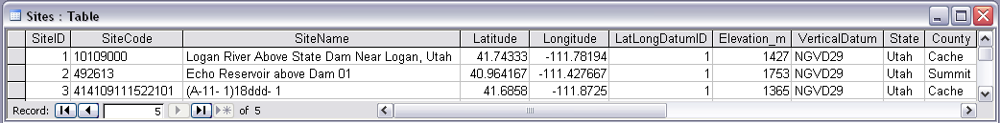 Sites : Table
SiteID SiteCode SiteName Latitude Longitude LatLongDatumID Elevation_m VerticalDatum State County
1 10109000 Logan River Above State Dam Near Logan, Utah 41.74333 -111.78194 1 1427 NGVD29 Utah Cache
2 492613 Echo Reservoir above Dam 01 40.964167 -111.427667 1 1753 NGVD29 Utah Summit
3 414109111522101 (A-11- 1)18ddd- 1 41.6858 -111.8725 1 1365 NGVD29 Utah Cache
Record: 5 of 5